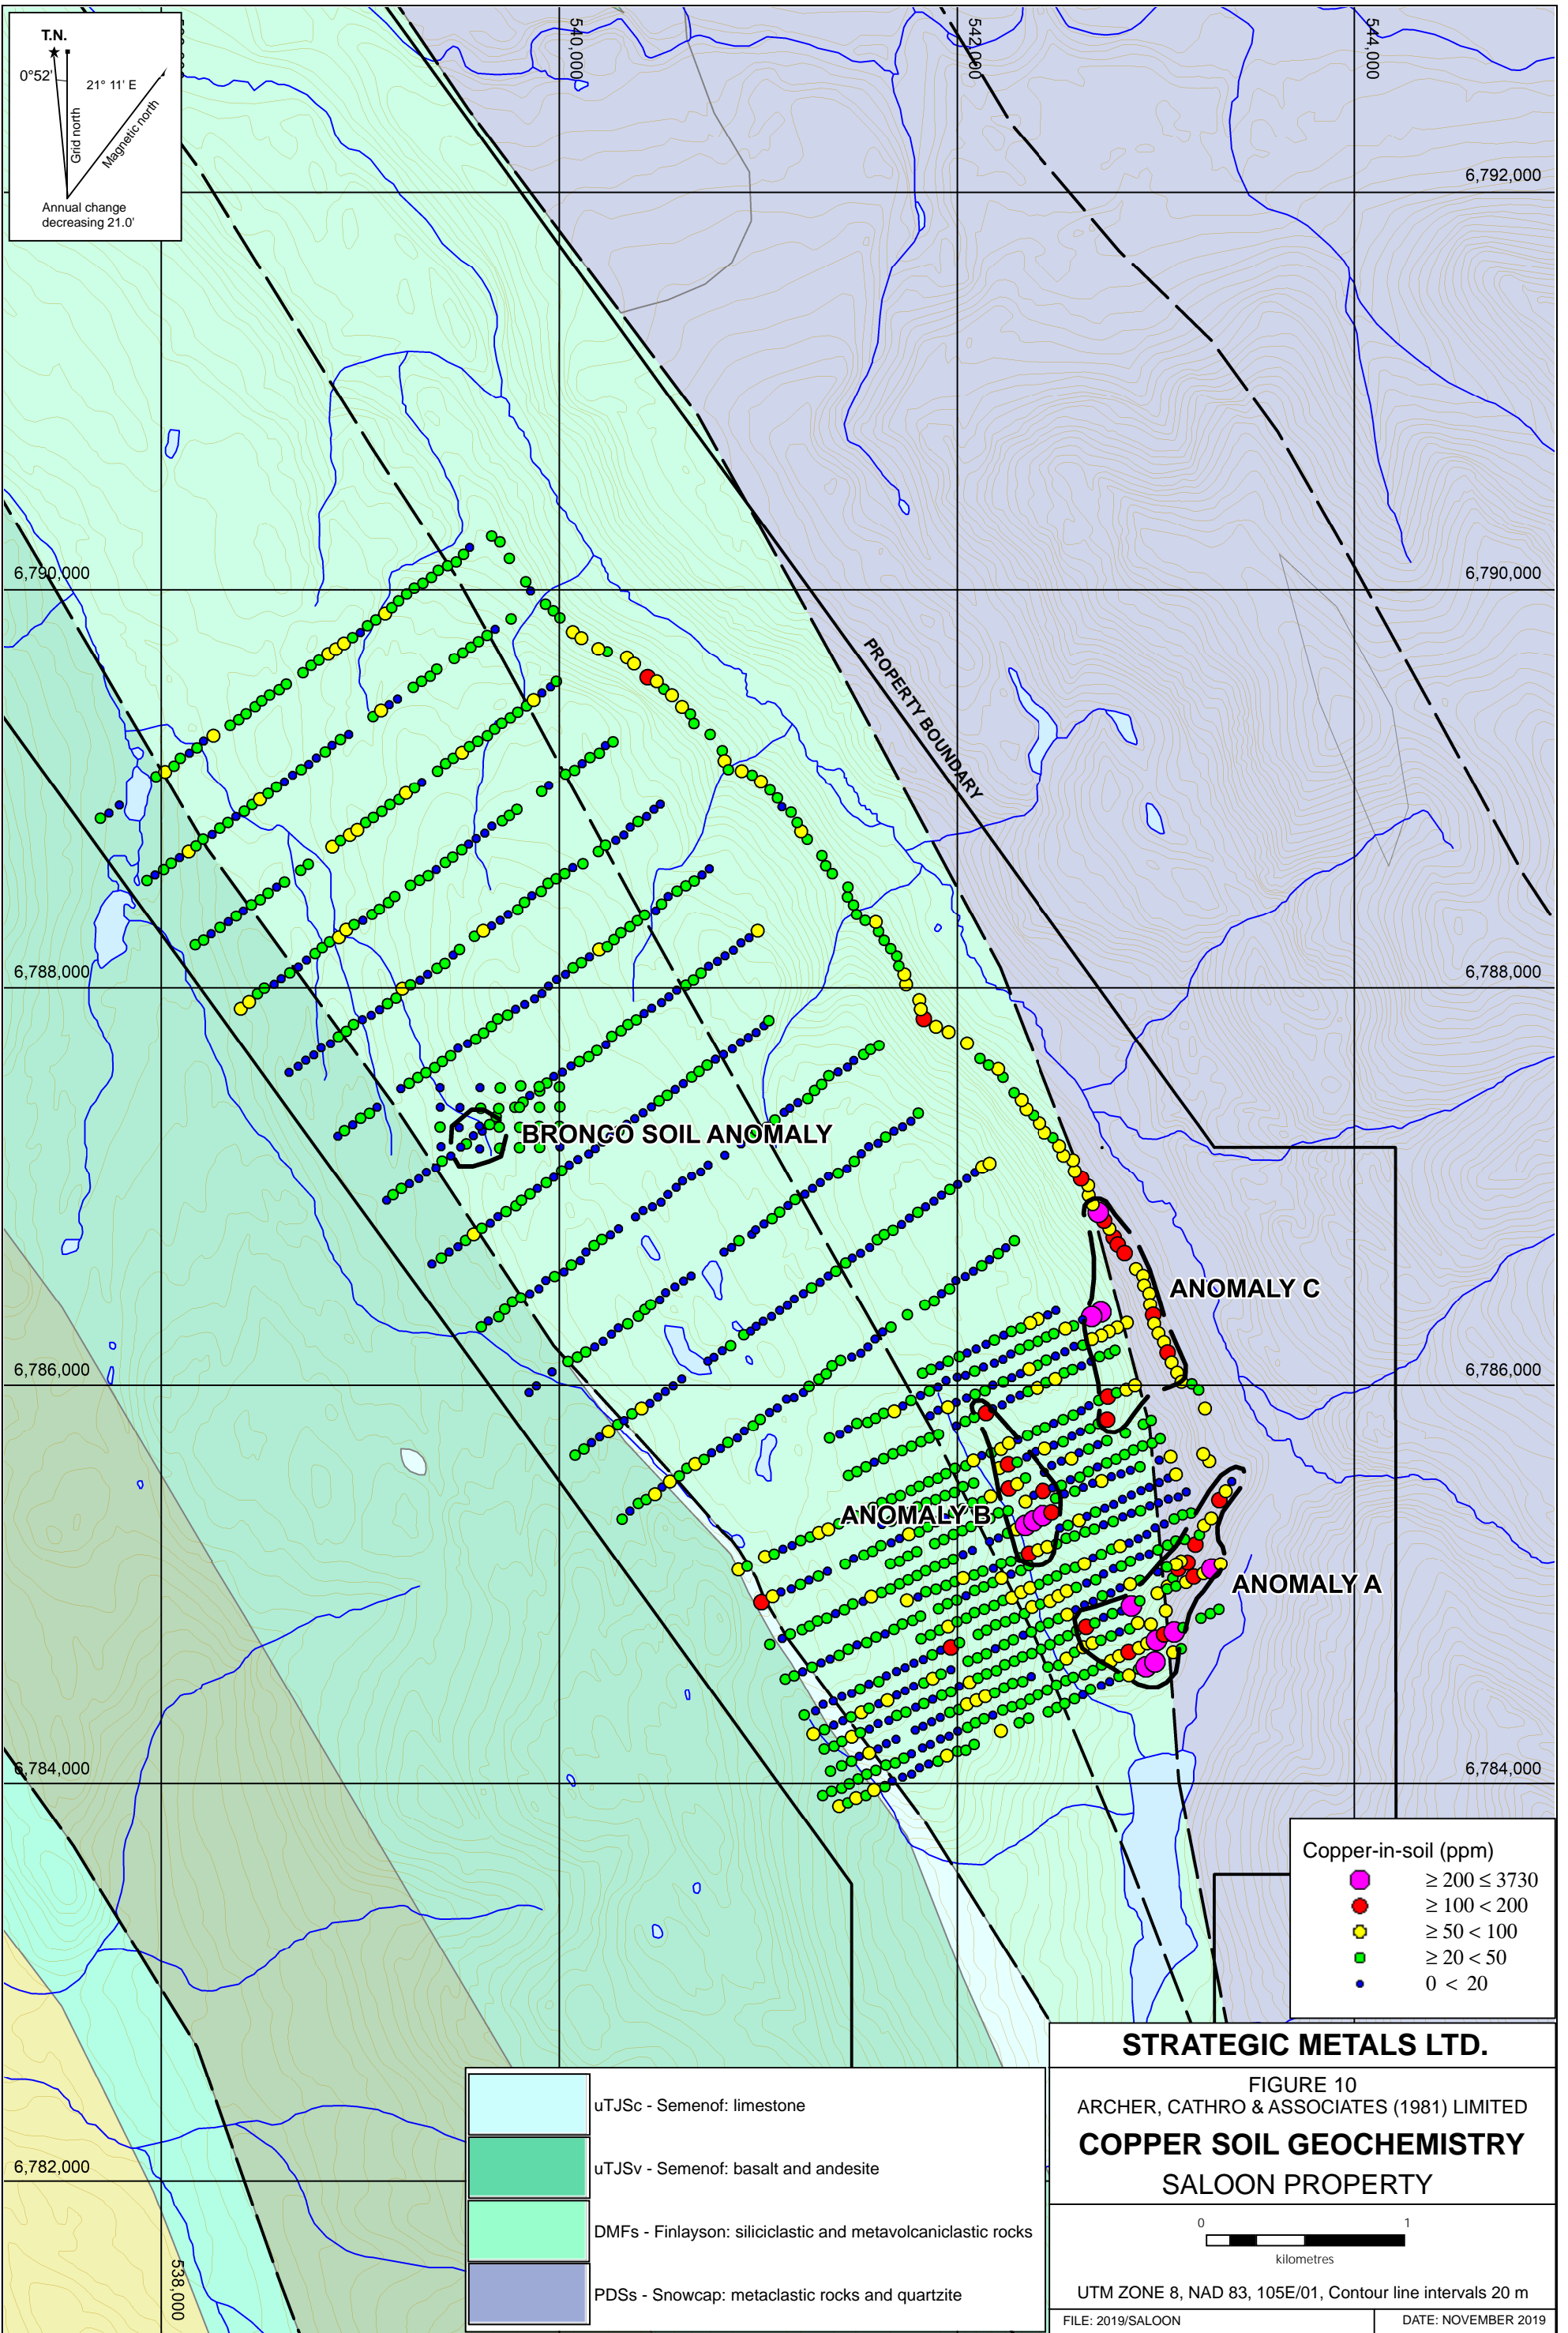 T.N.
0°52'
21° 11' E
Grid north
Magnetic north
Annual change
decreasing 21.0'
540,000
542,000
544,000
6,792,000
6,790,000
6,790,000
PROPERTY BOUNDARY
6,788,000
6,788,000
BRONCO SOIL ANOMALY
ANOMALY C
6,786,000
6,786,000
ANOMALY B
ANOMALY A
6,784,000
6,784,000
Copper-in-soil (ppm)
≥ 200 ≤ 3730
≥ 100 < 200
≥ 50 < 100
≥ 20 < 50
0 < 20
6,782,000
538,000
uTJSc - Semenof: limestone
uTJSv - Semenof: basalt and andesite
DMFs - Finlayson: siliciclastic and metavolcaniclastic rocks
PDSs - Snowcap: metaclastic rocks and quartzite
STRATEGIC METALS LTD.
FIGURE 10
ARCHER, CATHRO & ASSOCIATES (1981) LIMITED
COPPER SOIL GEOCHEMISTRY
SALOON PROPERTY
0 1
kilometres
UTM ZONE 8, NAD 83, 105E/01, Contour line intervals 20 m
FILE: 2019/SALOON
DATE: NOVEMBER 2019